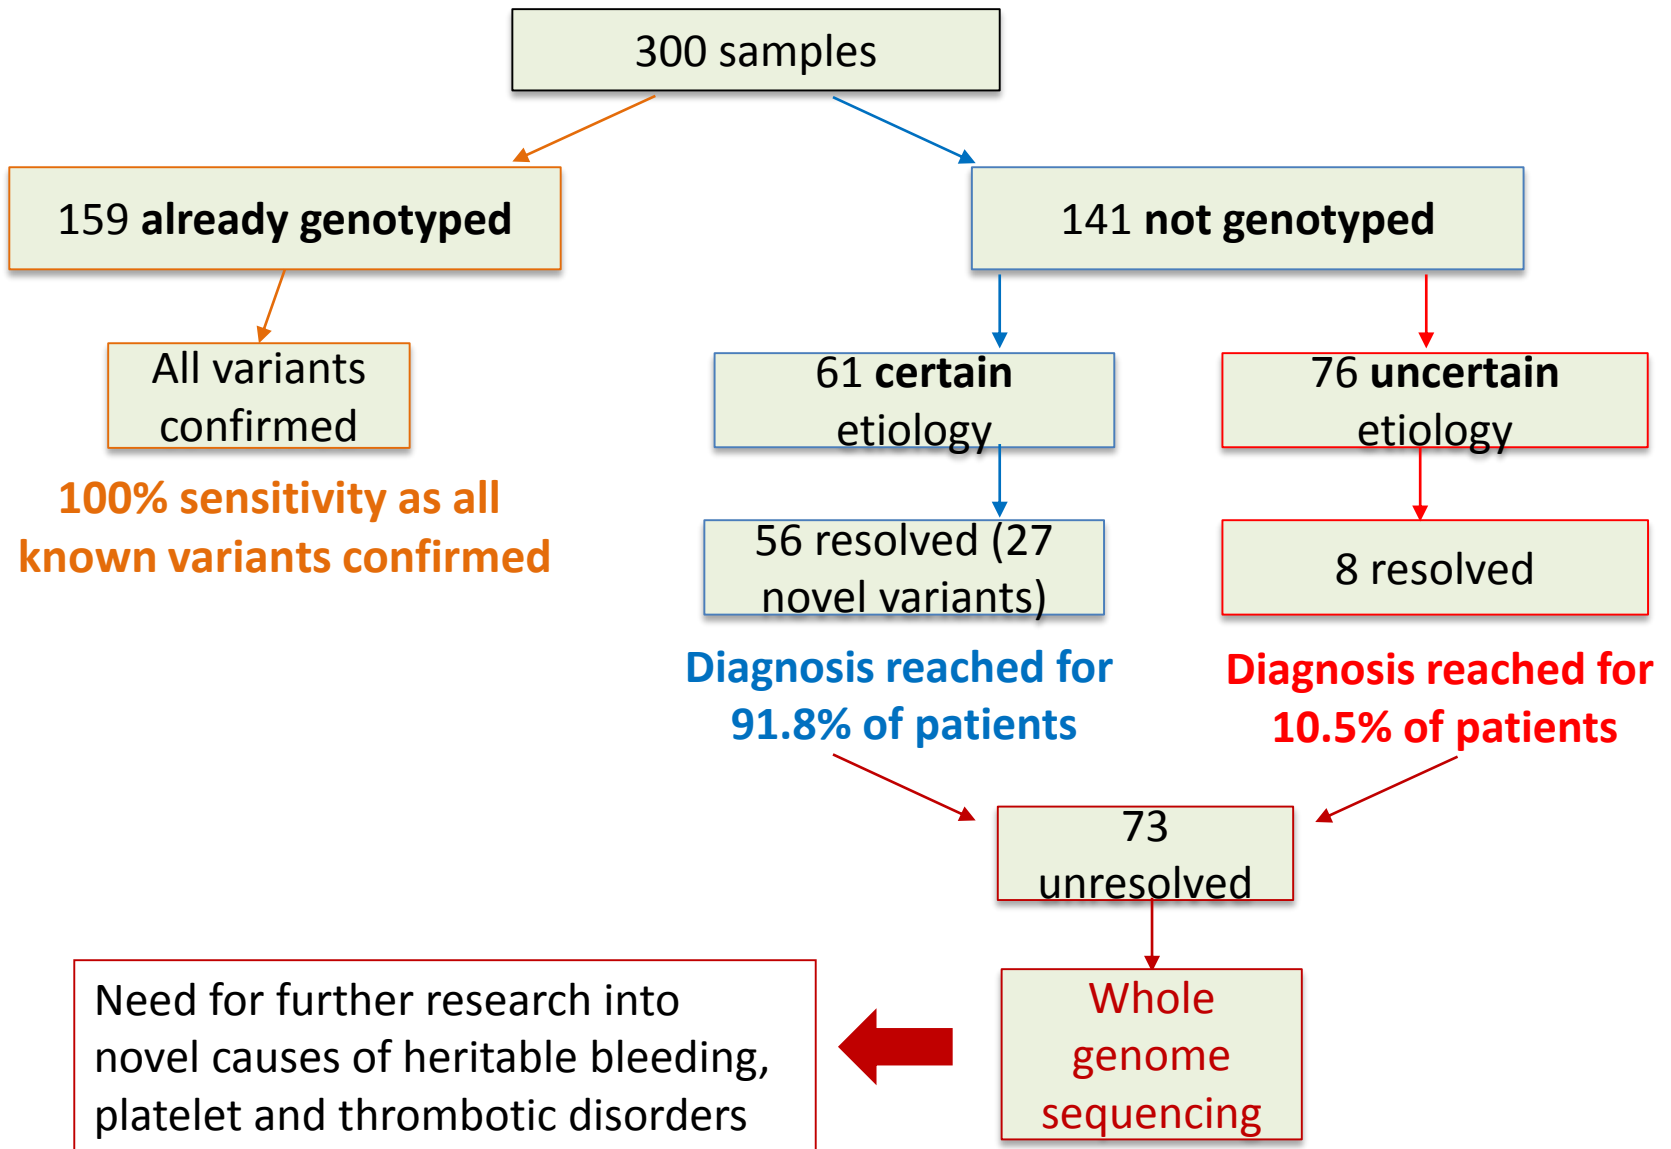 300 samples
159 already genotyped
141 not genotyped
All variants
confirmed
61 certain
etiology
76 uncertain
etiology
100% sensitivity as all
known variants confirmed
56 resolved (27
novel variants)
8 resolved
Diagnosis reached for
91.8% of patients
Diagnosis reached for
10.5% of patients
73
unresolved
Need for further research into
novel causes of heritable bleeding,
platelet and thrombotic disorders
Whole
genome
sequencing